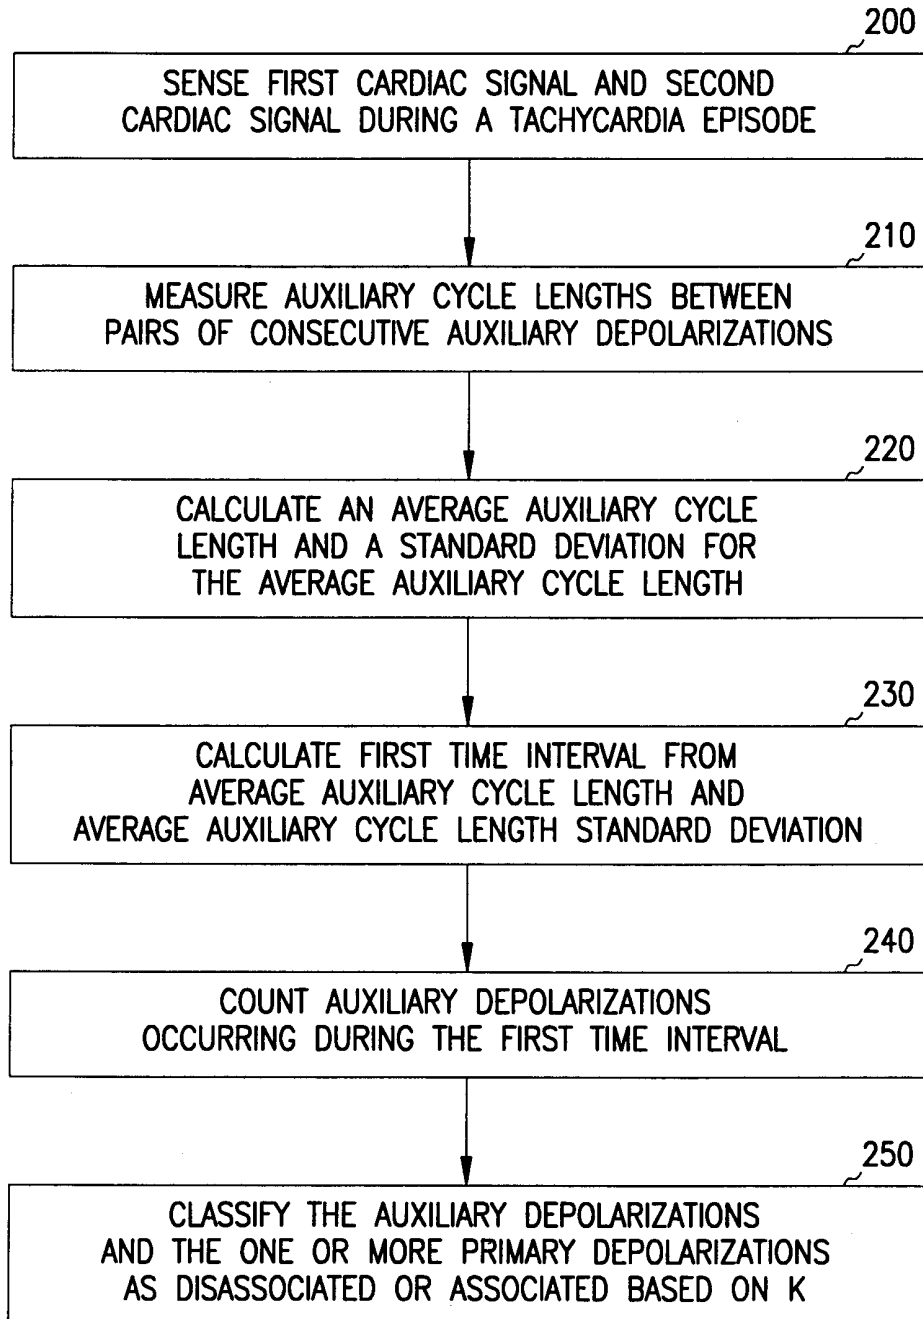 200
SENSE FIRST CARDIAC SIGNAL AND SECOND
CARDIAC SIGNAL DURING A TACHYCARDIA EPISODE
210
MEASURE AUXILIARY CYCLE LENGTHS BETWEEN
PAIRS OF CONSECUTIVE AUXILIARY DEPOLARIZATIONS
220
CALCULATE AN AVERAGE AUXILIARY CYCLE
LENGTH AND A STANDARD DEVIATION FOR
THE AVERAGE AUXILIARY CYCLE LENGTH
230
CALCULATE FIRST TIME INTERVAL FROM
AVERAGE AUXILIARY CYCLE LENGTH AND
AVERAGE AUXILIARY CYCLE LENGTH STANDARD DEVIATION
240
COUNT AUXILIARY DEPOLARIZATIONS
OCCURRING DURING THE FIRST TIME INTERVAL
250
CLASSIFY THE AUXILIARY DEPOLARIZATIONS
AND THE ONE OR MORE PRIMARY DEPOLARIZATIONS
AS DISASSOCIATED OR ASSOCIATED BASED ON K